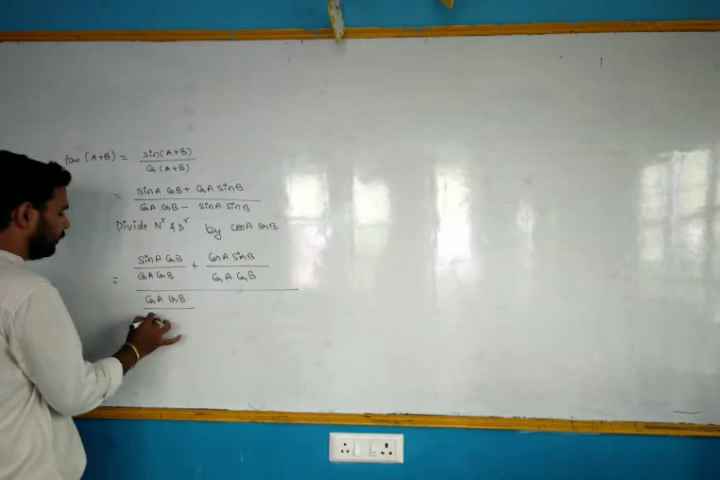 tan (A+B) = sin(A+B) / Cos(A+B)
= sinA CosB + CosA SinB / CosA CosB - sinA SinB
Divide Nr & Dr by cosA CosB
= sinA CosB / CosA CosB + CosA SinB / CosA CosB
CosA CosB